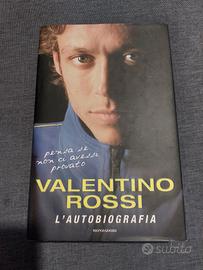 pensa se
non ci avessi
provato
VALENTINO
ROSSI
L'AUTOBIOGRAFIA
MONDADORI
subito